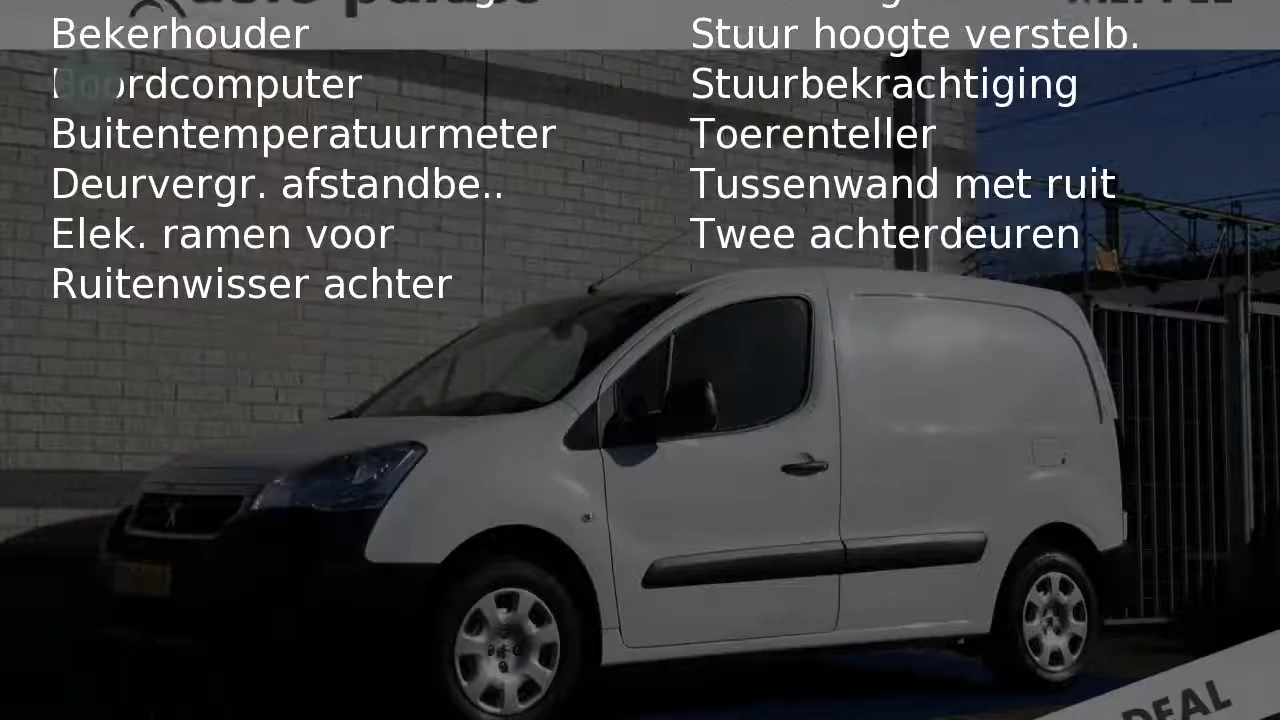 Bekerhouder
Boordcomputer
Buitentemperatuurmeter
Deurvergr. afstandbe..
Elek. ramen voor
Ruitenwisser achter
Stuur hoogte verstelb.
Stuurbekrachtiging
Toerenteller
Tussenwand met ruit
Twee achterdeuren
DEAL